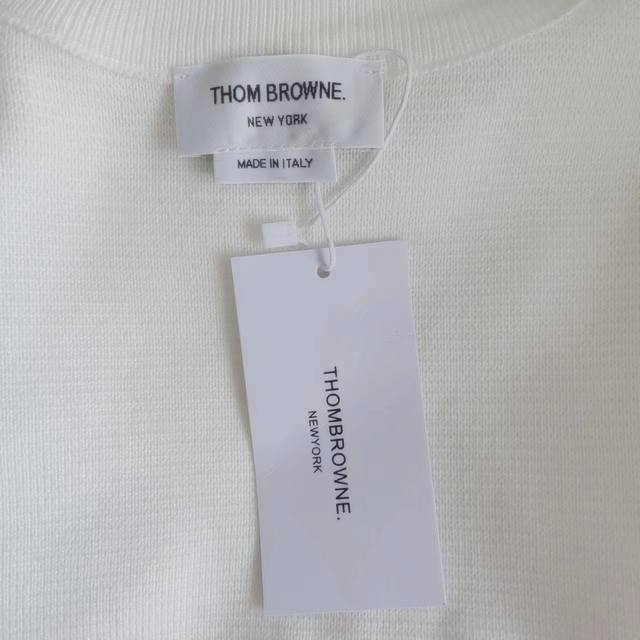 THOM BROWNE.
NEW YORK
MADE IN ITALY
THOMBROWNE.
NEWYORK